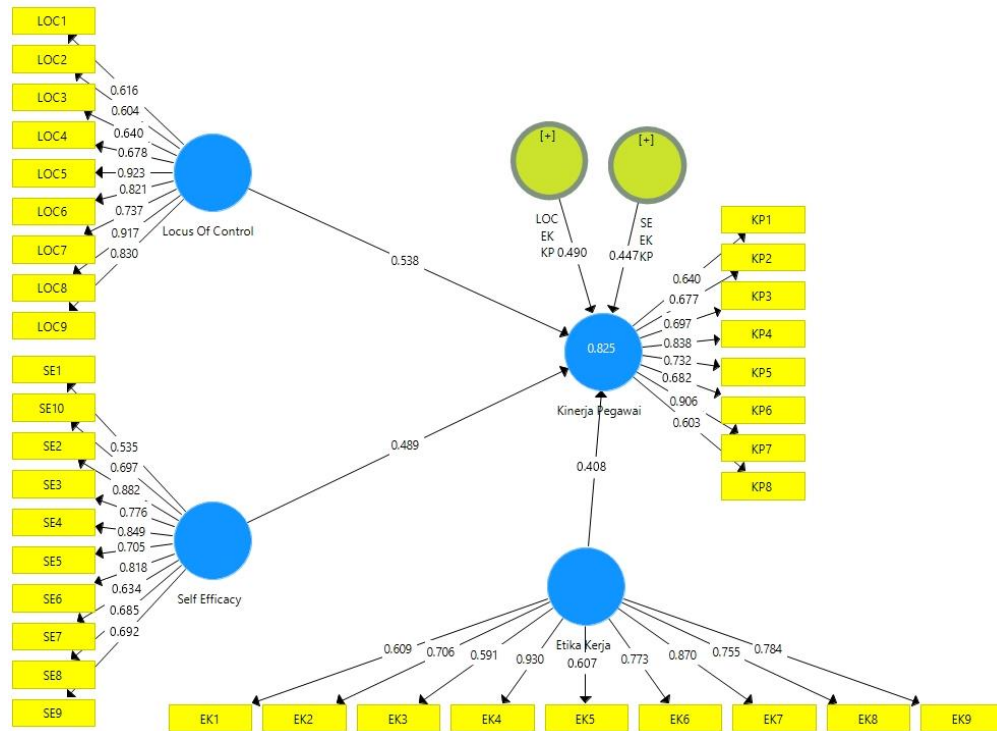 LOC1
LOC2
LOC3
LOC4
LOC5
LOC6
LOC7
LOC8
LOC9
0.616
0.604
0.640
0.678
0.923
0.821
0.737
0.917
0.830
Locus Of Control
0.538
[+]
LOC
EK
KP
0.490
[+]
SE
EK
KP
0.447
0.825
Kinerja Pegawai
0.640
0.677
0.697
0.838
0.732
0.682
0.906
0.603
KP1
KP2
KP3
KP4
KP5
KP6
KP7
KP8
SE1
SE10
SE2
SE3
SE4
SE5
SE6
SE7
SE8
SE9
0.535
0.697
0.882
0.776
0.849
0.705
0.818
0.634
0.685
0.692
Self Efficacy
0.489
0.408
Etika Kerja
0.609
0.706
0.591
0.930
0.607
0.773
0.870
0.755
0.784
EK1
EK2
EK3
EK4
EK5
EK6
EK7
EK8
EK9